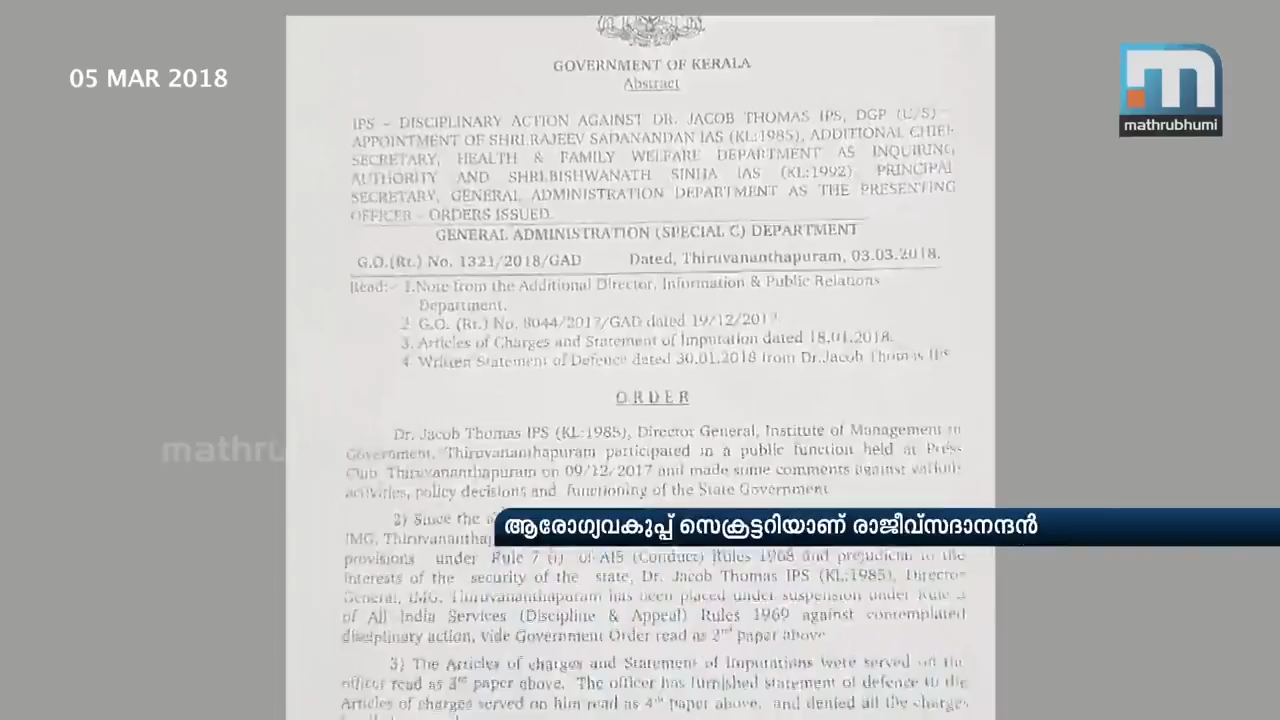 05 MAR 2018
mathrubhumi
GOVERNMENT OF KERALA
Abstract
IPS – DISCIPLINARY ACTION AGAINST DR. JACOB THOMAS IPS, DGP (U/S) –
APPOINTMENT OF SHRI.RAJEEV SADANANDAN IAS (KL:1985), ADDITIONAL CHIEF
SECRETARY, HEALTH & FAMILY WELFARE DEPARTMENT AS INQUIRING
AUTHORITY AND SHRI.BISHWANATH SINHA IAS (KL:1992), PRINCIPAL
SECRETARY, GENERAL ADMINISTRATION DEPARTMENT AS THE PRESENTING
OFFICER – ORDERS ISSUED.
GENERAL ADMINISTRATION (SPECIAL C) DEPARTMENT
G.O.(Rt.) No. 1321/2018/GAD Dated, Thiruvananthapuram, 03.03.2018.
Read:- 1.Note from the Additional Director, Information & Public Relations
Department.
2. G.O. (Rt.) No. 8044/2017/GAD dated 19/12/2017
3. Articles of Charges and Statement of Imputation dated 18.01.2018.
4. Written Statement of Defence dated 30.01.2018 from Dr.Jacob Thomas IPS
ORDER
Dr. Jacob Thomas IPS (KL:1985), Director General, Institute of Management in
Government, Thiruvananthapuram participated in a public function held at Press
Club Thiruvananthapuram on 09/12/2017 and made some comments against various
activities, policy decisions and functioning of the State Government
2) Since the
IMG,
provisions under Rule 7 (i) of AIS (Conduct) Rules 1968 and prejudicial to the
interests of the security of the state, Dr. Jacob Thomas IPS (KL:1985), Director
General, IMG, Thiruvananthapuram has been placed under suspension under Rule
of All India Services (Discipline & Appeal) Rules 1969 against contemplated
disciplinary action, vide Government Order read as 2nd paper above
3) The Articles of charges and Statement of Imputations were served on the
officer read as 3rd paper above. The officer has furnished statement of defence to the
Articles of charges served on him read as 4th paper above, and denied all the charges
ആരോഗ്യവകുപ്പ് സെക്രട്ടറിയാണ് രാജീവ്സദാനന്ദൻ